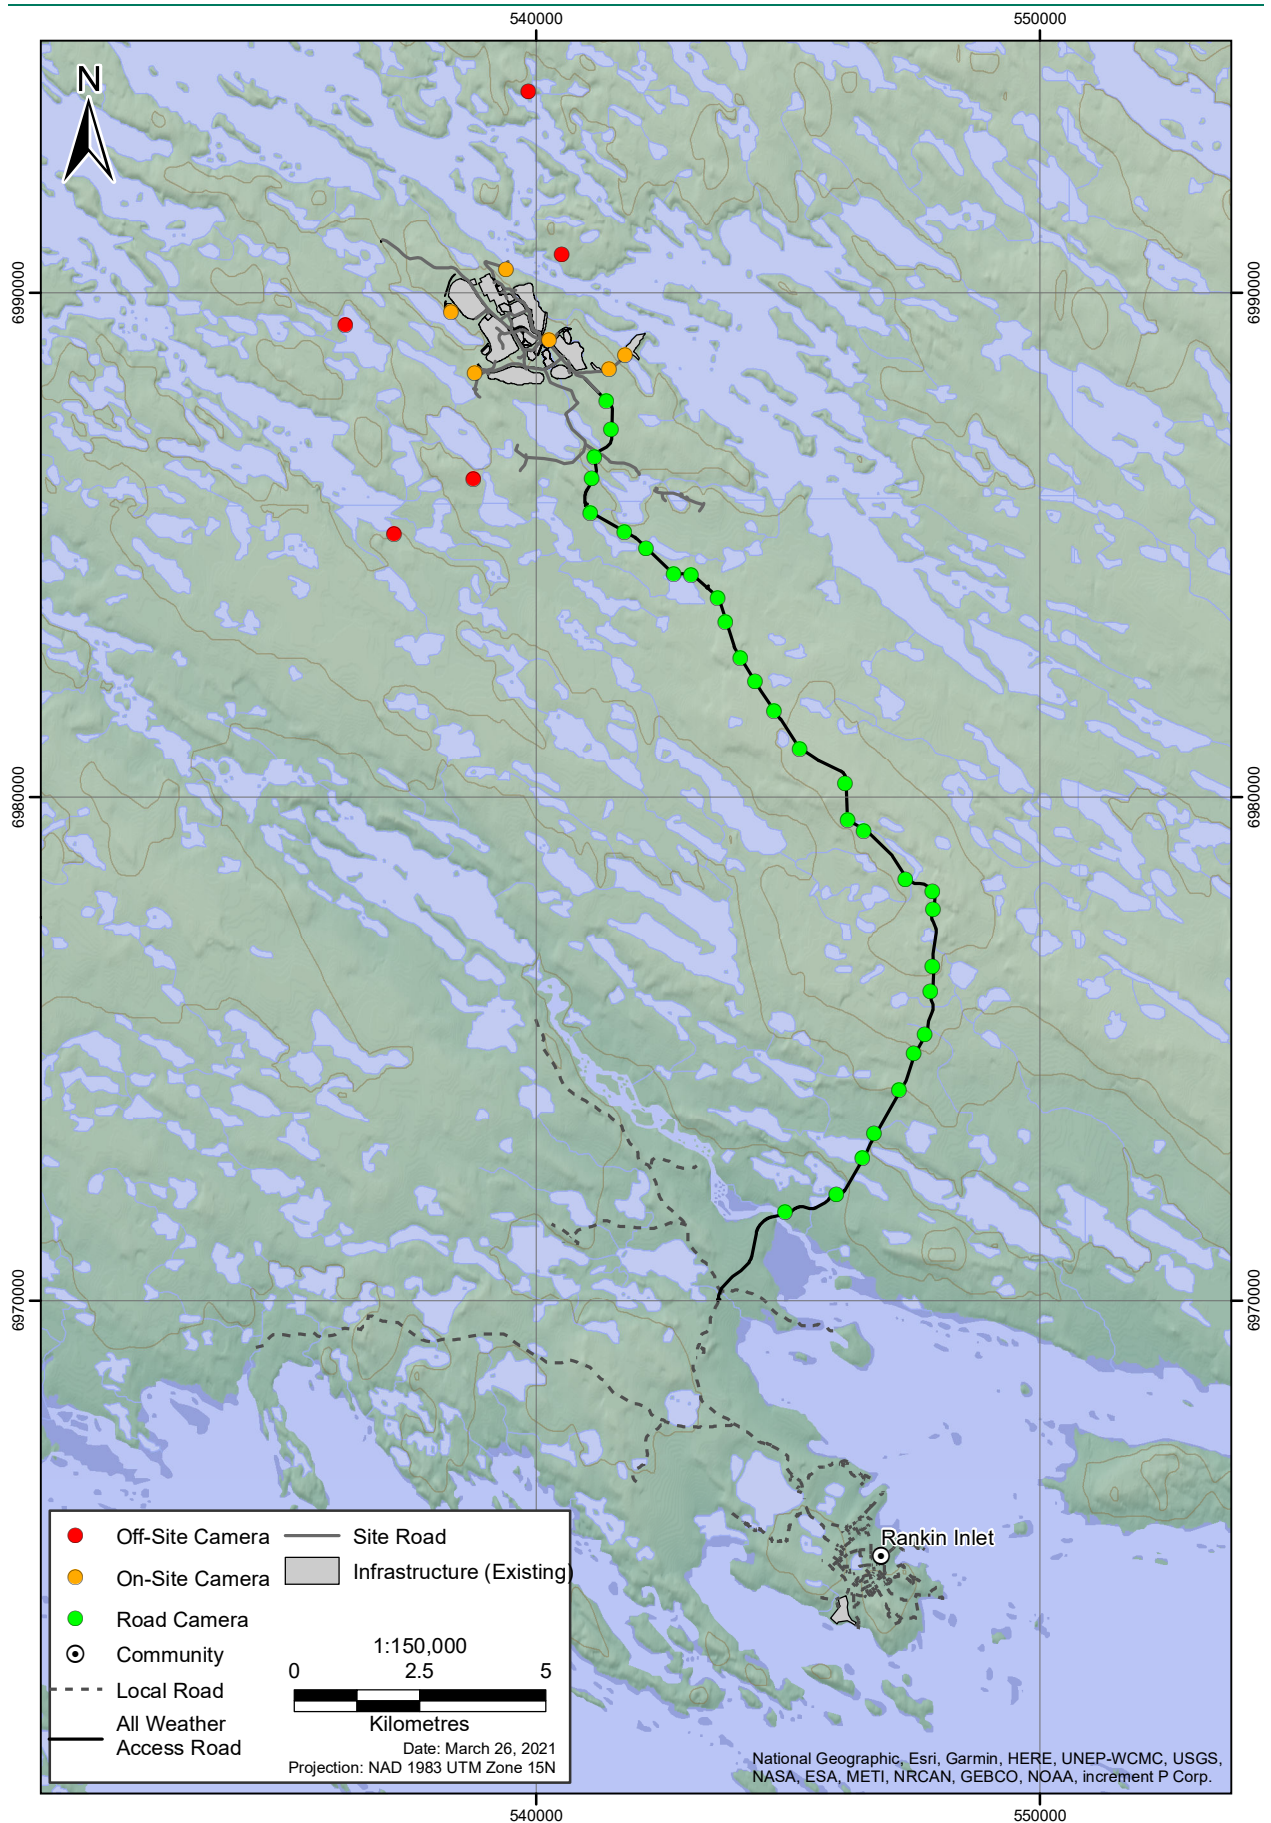 540000
550000
N
6990000
6990000
6980000
6980000
6970000
6970000
Rankin Inlet
Off-Site Camera
Site Road
On-Site Camera
Infrastructure (Existing)
Road Camera
Community
1:150,000
0 2.5 5
Local Road
Kilometres
All Weather
Access Road
Date: March 26, 2021
Projection: NAD 1983 UTM Zone 15N
National Geographic, Esri, Garmin, HERE, UNEP-WCMC, USGS,
NASA, ESA, METI, NRCAN, GEBCO, NOAA, increment P Corp.
540000
550000